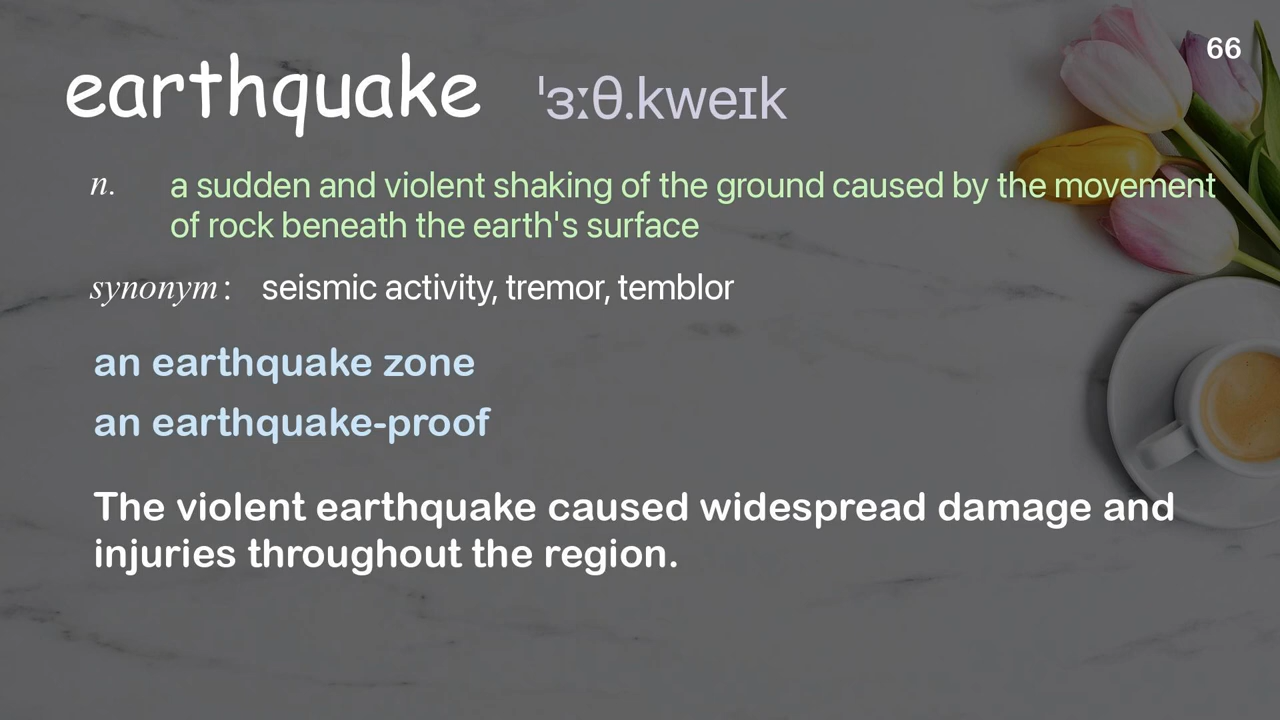 66
earthquake ˈɜːθ.kweɪk
n. a sudden and violent shaking of the ground caused by the movement
of rock beneath the earth's surface
synonym: seismic activity, tremor, temblor
an earthquake zone
an earthquake-proof
The violent earthquake caused widespread damage and
injuries throughout the region.